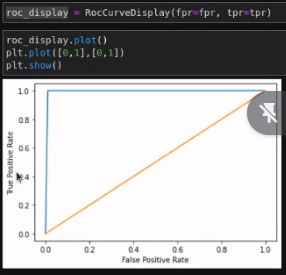 roc_display = RocCurveDisplay(fpr=fpr, tpr=tpr)
roc_display.plot()
plt.plot([0,1],[0,1])
plt.show()
1.0
0.8
0.6
0.4
0.2
0.0
True Positive Rate
0.0 0.2 0.4 0.6 0.8 1.0
False Positive Rate